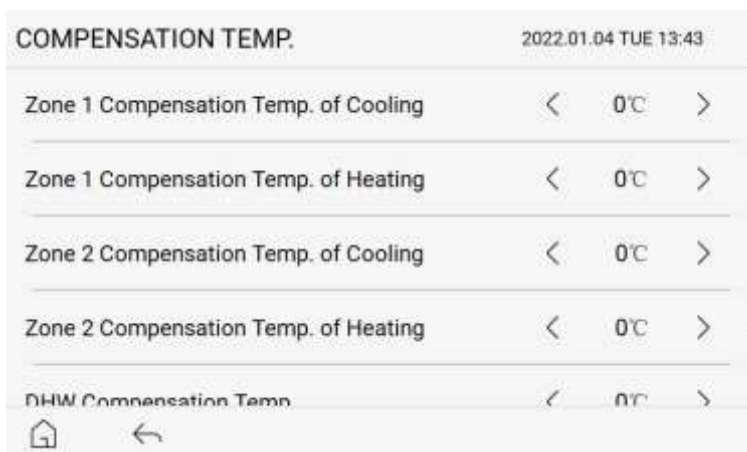 COMPENSATION TEMP. 2022.01.04 TUE 13:43
Zone 1 Compensation Temp. of Cooling < 0℃ >
Zone 1 Compensation Temp. of Heating < 0℃ >
Zone 2 Compensation Temp. of Cooling < 0℃ >
Zone 2 Compensation Temp. of Heating < 0℃ >
DHW Compensation Temp < 0℃ >